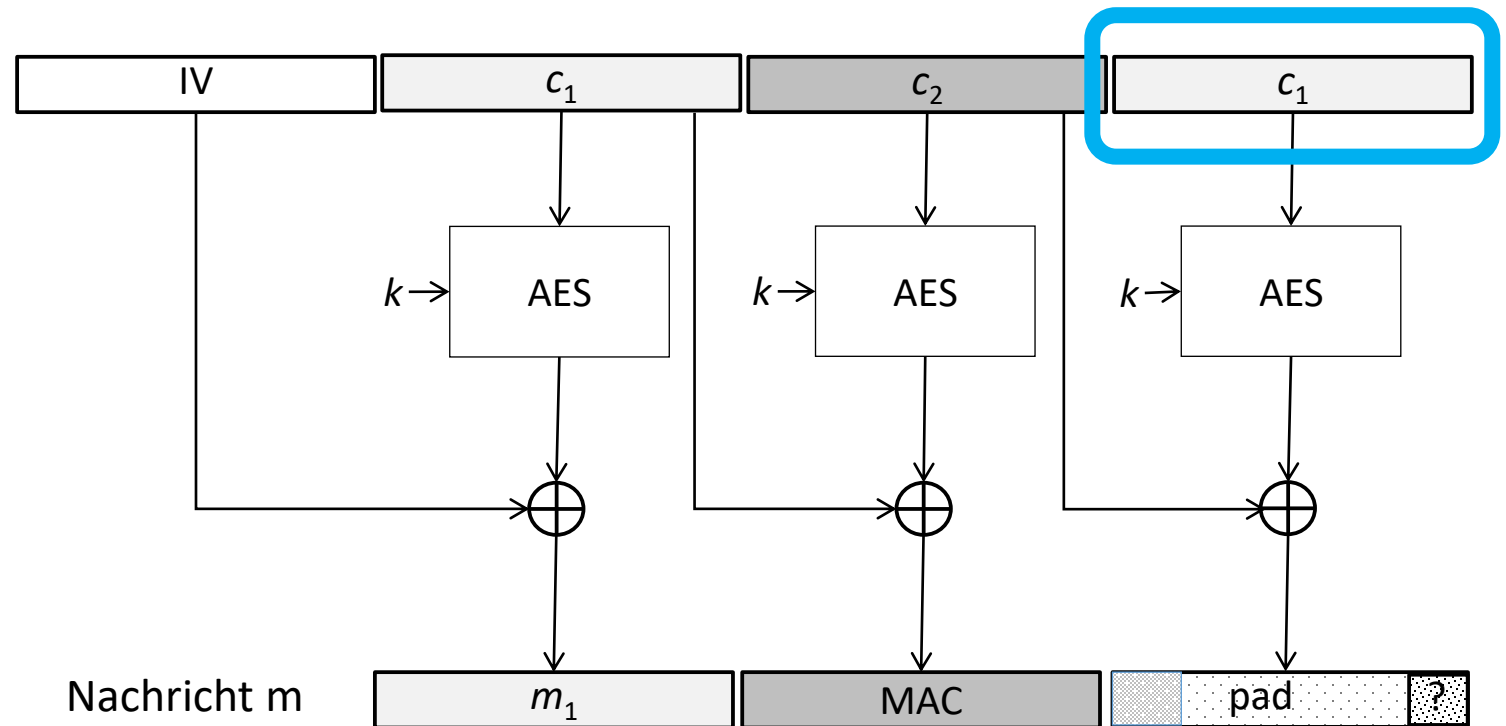 IV c₁ c₂ c₁
k AES k AES k AES
Nachricht m m₁ MAC pad ?